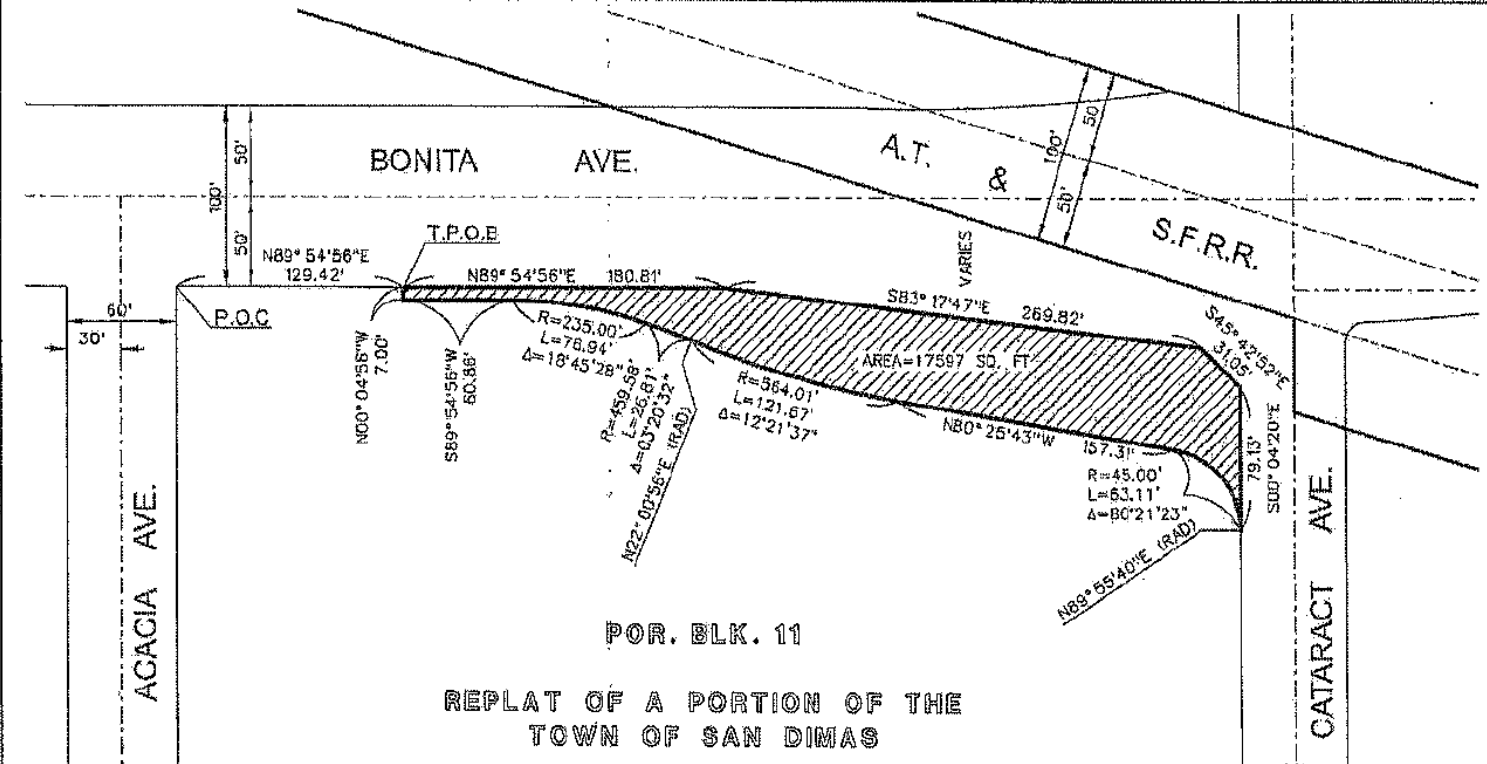 BONITA AVE.
A.T. &
S.F.R.R.
100'
50'
50'
100'
50'
50'
VARIES
T.P.O.B
N89°54'56"E
129.42'
N89°54'56"E 180.81'
S83°17'47"E 269.82'
S45°42'52"E
31.05'
P.O.C
60'
30'
N00°04'56"W
7.00'
S89°54'56"W
60.86'
R=235.00'
L=76.94'
Δ=18°45'28"
R=459.58'
L=26.81'
Δ=03°20'32"
N22°00'56"E (RAD)
AREA=17597 SQ. FT
R=564.01'
L=121.67'
Δ=12°21'37"
N80°25'43"W
157.31'
R=45.00'
L=63.11'
Δ=80°21'23"
N89°55'40"E (RAD)
79.13'
S00°04'20"E
ACACIA AVE.
CATARACT AVE.
POR. BLK. 11
REPLAT OF A PORTION OF THE
TOWN OF SAN DIMAS